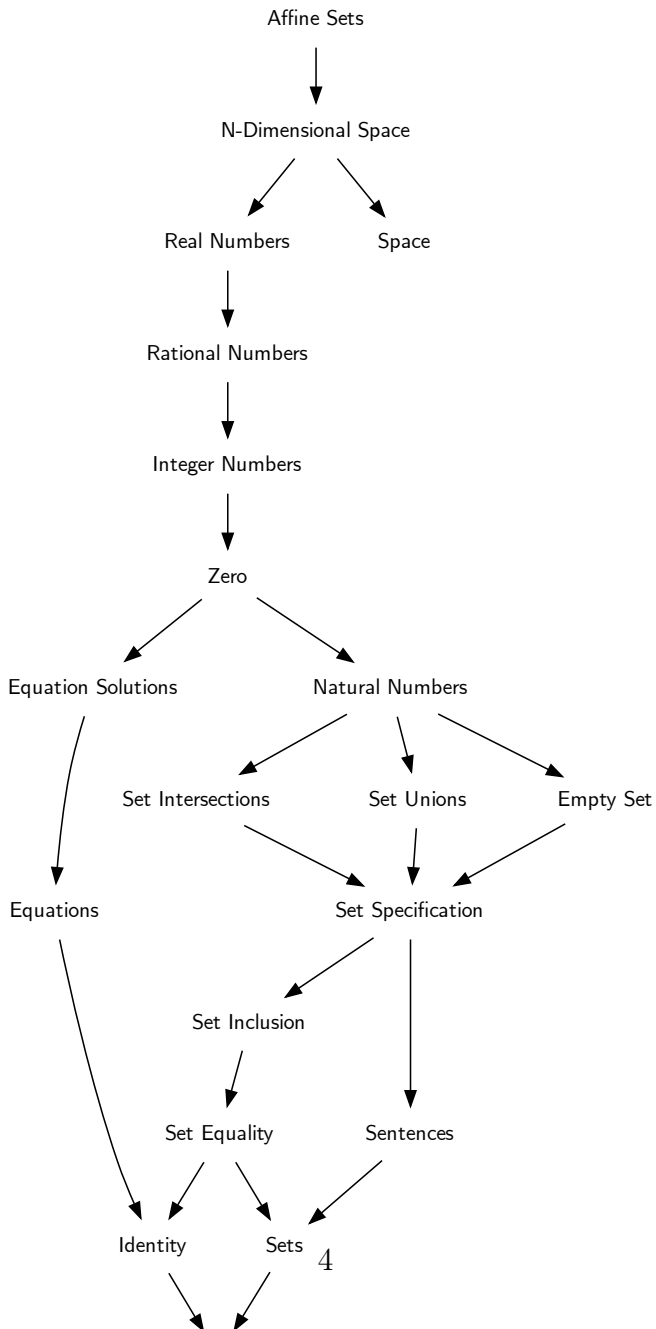 Affine Sets
N-Dimensional Space
Real Numbers
Space
Rational Numbers
Integer Numbers
Zero
Equation Solutions
Natural Numbers
Set Intersections
Set Unions
Empty Set
Equations
Set Specification
Set Inclusion
Set Equality
Sentences
Identity
Sets
4